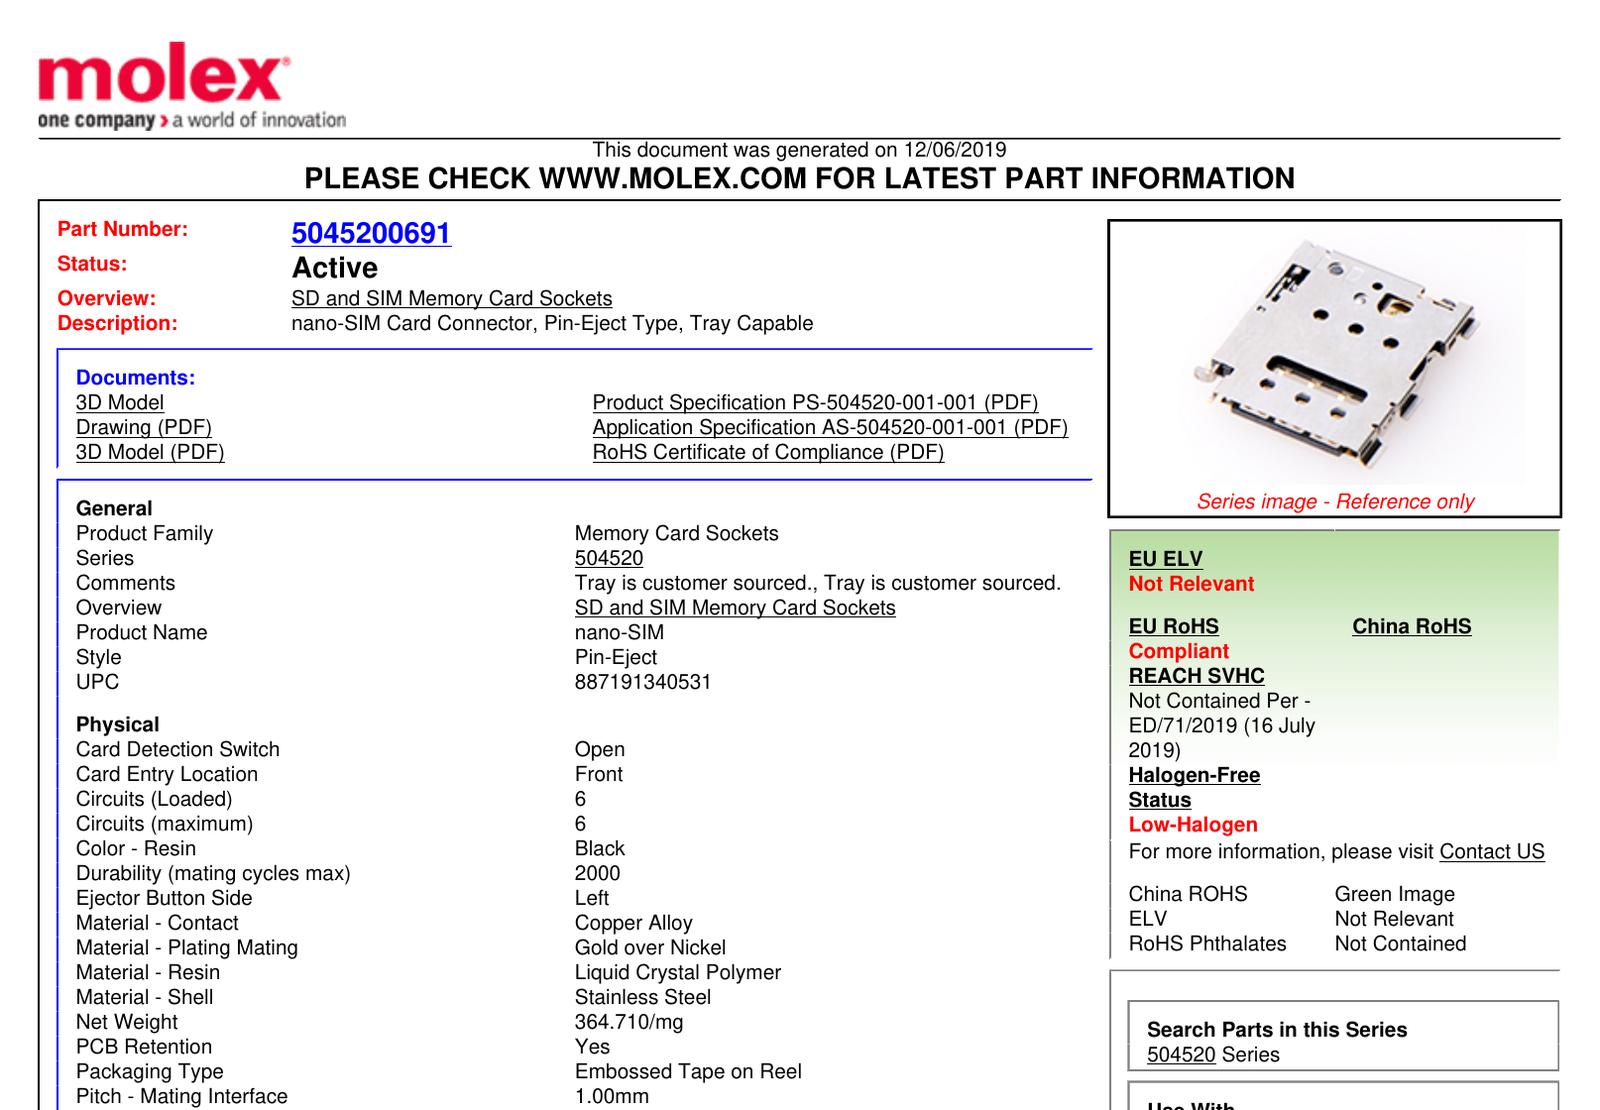 molex®
one company › a world of innovation
This document was generated on 12/06/2019
PLEASE CHECK WWW.MOLEX.COM FOR LATEST PART INFORMATION
Part Number: 5045200691
Status: Active
Overview: SD and SIM Memory Card Sockets
Description: nano-SIM Card Connector, Pin-Eject Type, Tray Capable
Documents:
3D Model Product Specification PS-504520-001-001 (PDF)
Drawing (PDF) Application Specification AS-504520-001-001 (PDF)
3D Model (PDF) RoHS Certificate of Compliance (PDF)
General
Product Family Memory Card Sockets
Series 504520
Comments Tray is customer sourced., Tray is customer sourced.
Overview SD and SIM Memory Card Sockets
Product Name nano-SIM
Style Pin-Eject
UPC 887191340531
Physical
Card Detection Switch Open
Card Entry Location Front
Circuits (Loaded) 6
Circuits (maximum) 6
Color - Resin Black
Durability (mating cycles max) 2000
Ejector Button Side Left
Material - Contact Copper Alloy
Material - Plating Mating Gold over Nickel
Material - Resin Liquid Crystal Polymer
Material - Shell Stainless Steel
Net Weight 364.710/mg
PCB Retention Yes
Packaging Type Embossed Tape on Reel
Pitch - Mating Interface 1.00mm
Series image - Reference only
EU ELV
Not Relevant
EU RoHS China RoHS
Compliant
REACH SVHC
Not Contained Per -
ED/71/2019 (16 July
2019)
Halogen-Free
Status
Low-Halogen
For more information, please visit Contact US
China ROHS Green Image
ELV Not Relevant
RoHS Phthalates Not Contained
Search Parts in this Series
504520 Series
Use With